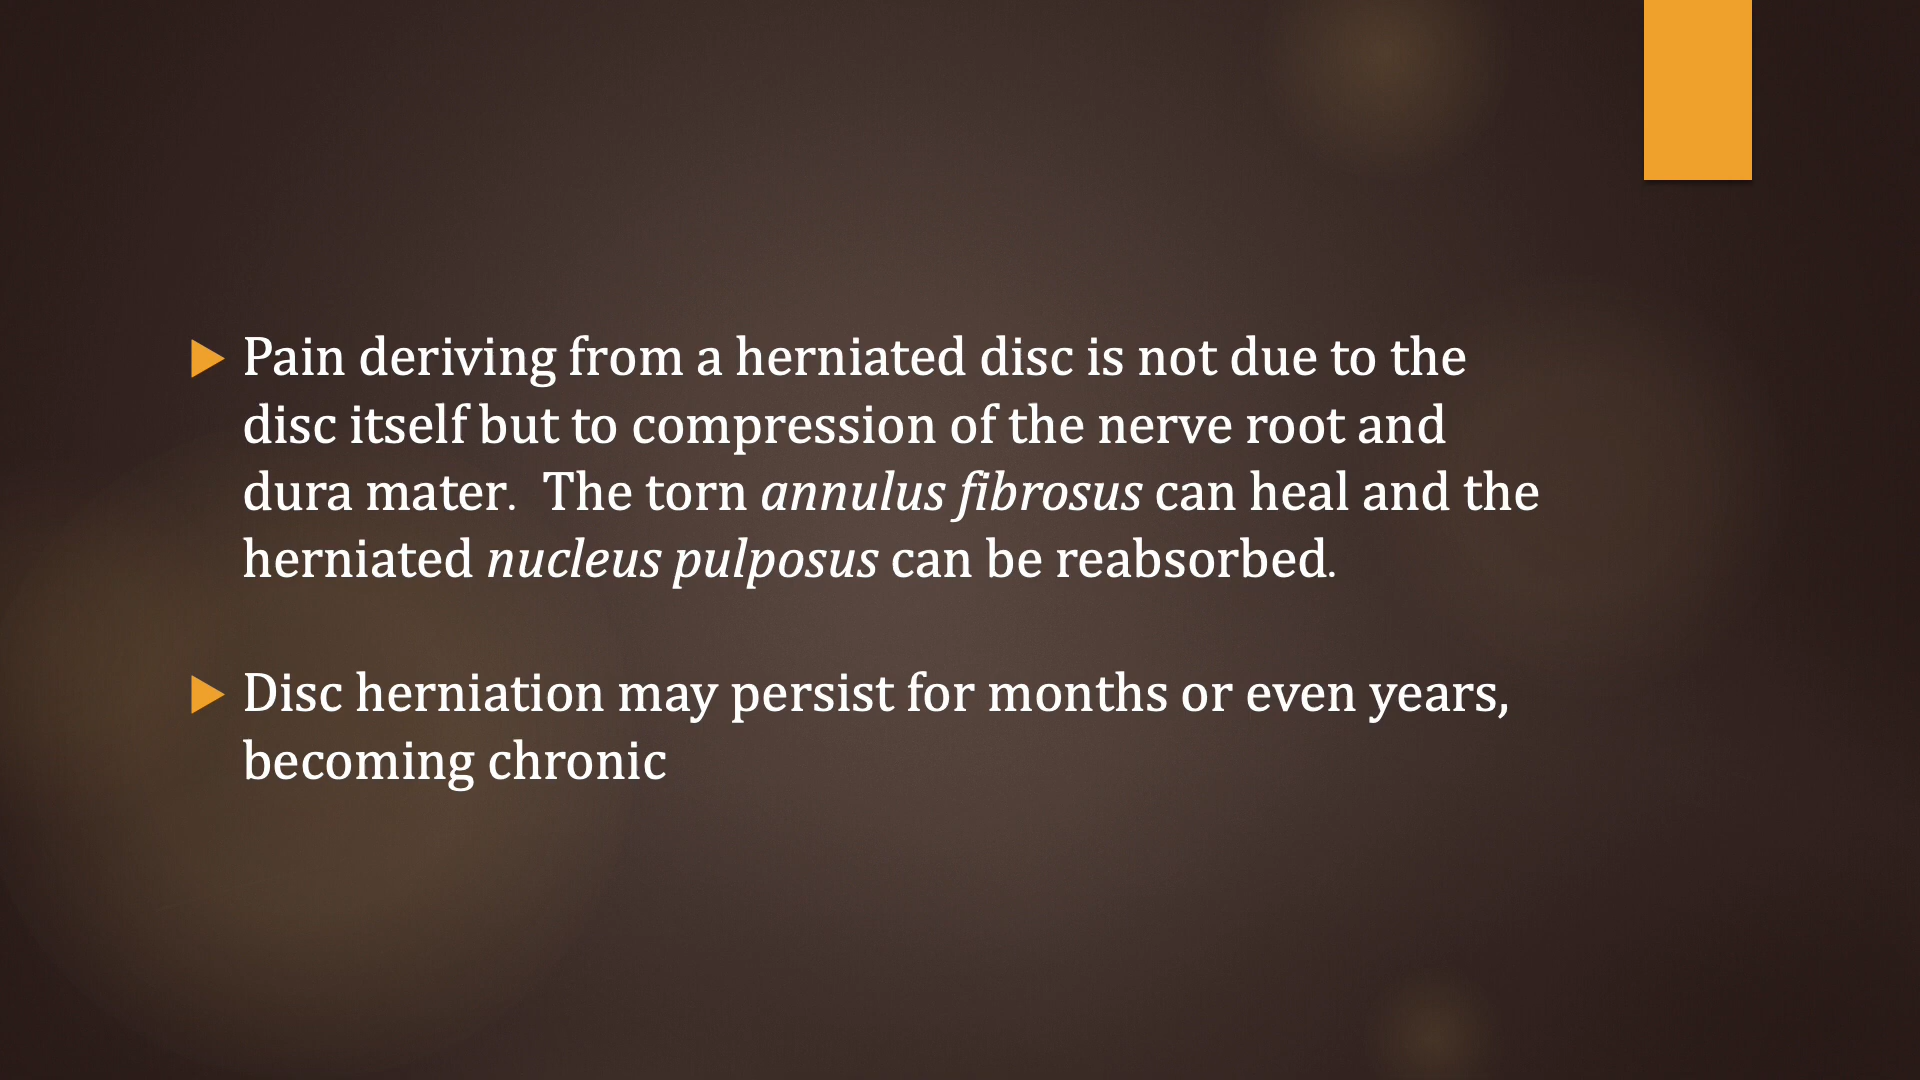 Pain deriving from a herniated disc is not due to the
disc itself but to compression of the nerve root and
dura mater.  The torn annulus fibrosus can heal and the
herniated nucleus pulposus can be reabsorbed.
Disc herniation may persist for months or even years,
becoming chronic